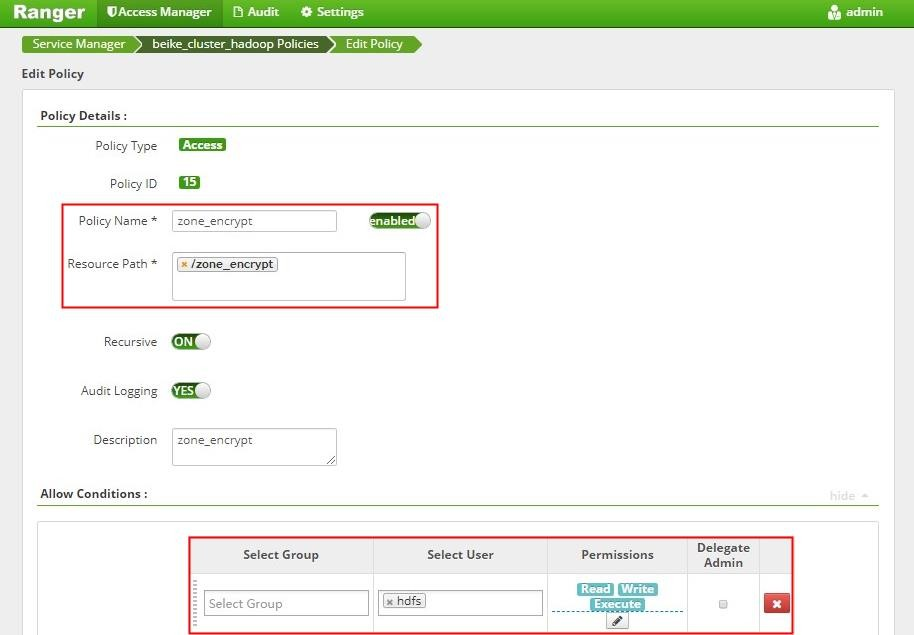 Ranger Access Manager Audit Settings admin
Service Manager beike_cluster_hadoop Policies Edit Policy
Edit Policy
Policy Details :
Policy Type Access
Policy ID 15
Policy Name * zone_encrypt enabled
Resource Path * /zone_encrypt
Recursive ON
Audit Logging YES
Description zone_encrypt
Allow Conditions : hide
Select Group Select User Permissions Delegate
Admin
Select Group hdfs Read Write
Execute